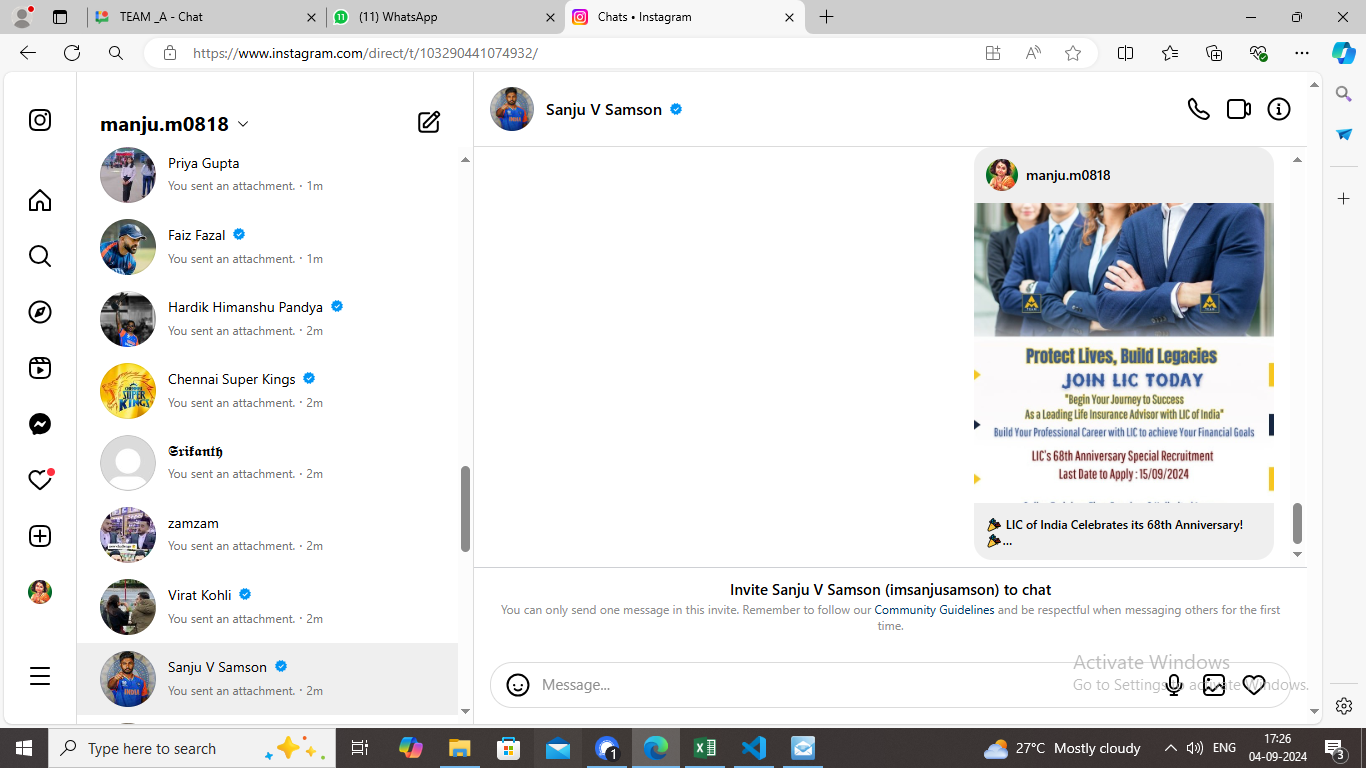 TEAM _A - Chat
(11) WhatsApp
Chats • Instagram
https://www.instagram.com/direct/t/103290441074932/
manju.m0818
Priya Gupta
You sent an attachment. · 1m
Faiz Fazal
You sent an attachment. · 1m
Hardik Himanshu Pandya
You sent an attachment. · 2m
Chennai Super Kings
You sent an attachment. · 2m
𝕾𝖗𝖎𝖐𝖆𝖓𝖙𝖍
You sent an attachment. · 2m
zamzam
You sent an attachment. · 2m
Virat Kohli
You sent an attachment. · 2m
Sanju V Samson
You sent an attachment. · 2m
Sanju V Samson
manju.m0818
Protect Lives, Build Legacies
JOIN LIC TODAY
"Begin Your Journey to Success
As a Leading Life Insurance Advisor with LIC of India"
Build Your Professional Career with LIC to achieve Your Financial Goals
LIC's 68th Anniversary Special Recruitment
Last Date to Apply : 15/09/2024
🎉 LIC of India Celebrates its 68th Anniversary!
🎉...
Invite Sanju V Samson (imsanjusamson) to chat
You can only send one message in this invite. Remember to follow our Community Guidelines and be respectful when messaging others for the first
time.
Message...
Activate Windows
Go to Settings to activate Windows.
Type here to search
27°C Mostly cloudy
ENG
17:26
04-09-2024
3